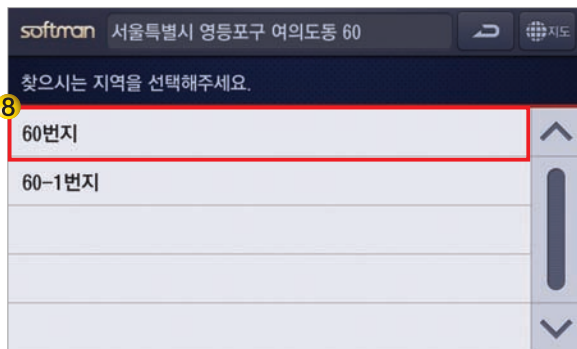 softman 서울특별시 영등포구 여의도동 60 지도
찾으시는 지역을 선택해주세요.
8
60번지
60-1번지